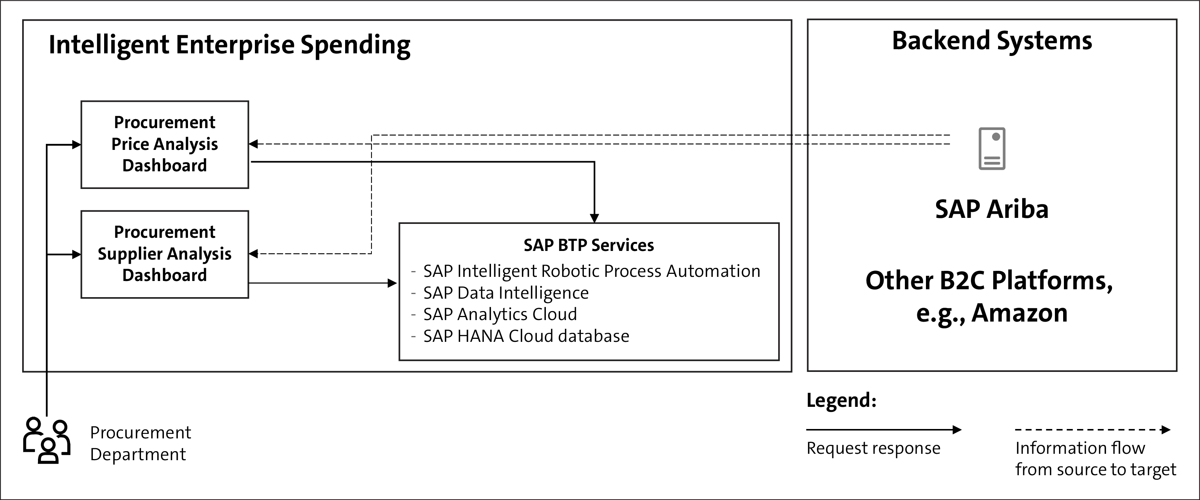 Intelligent Enterprise Spending
Procurement
Price Analysis
Dashboard
Procurement
Supplier Analysis
Dashboard
SAP BTP Services
- SAP Intelligent Robotic Process Automation
- SAP Data Intelligence
- SAP Analytics Cloud
- SAP HANA Cloud database
Procurement
Department
Backend Systems
SAP Ariba
Other B2C Platforms,
e.g., Amazon
Legend:
Request response
Information flow
from source to target